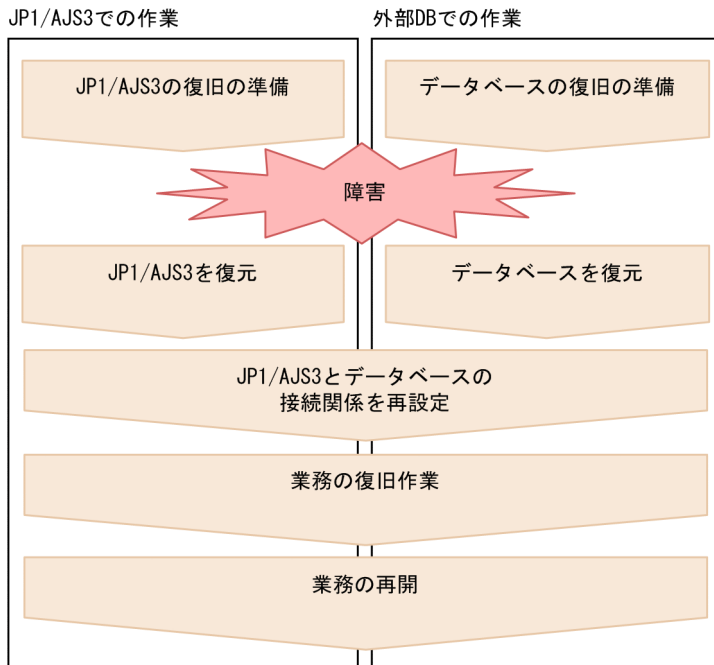 JP1/AJS3での作業
外部DBでの作業
JP1/AJS3の復旧の準備
データベースの復旧の準備
障害
JP1/AJS3を復元
データベースを復元
JP1/AJS3とデータベースの
接続関係を再設定
業務の復旧作業
業務の再開